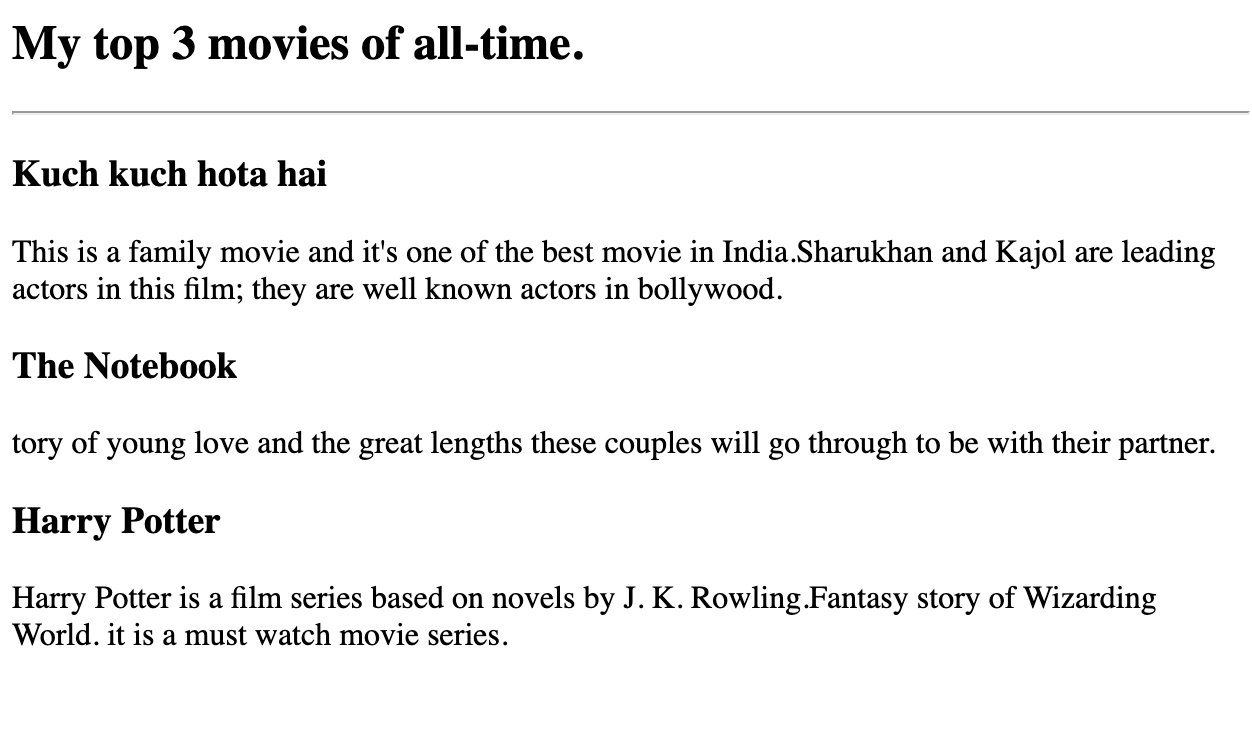 My top 3 movies of all-time.
Kuch kuch hota hai
This is a family movie and it's one of the best movie in India.Sharukhan and Kajol are leading
actors in this film; they are well known actors in bollywood.
The Notebook
tory of young love and the great lengths these couples will go through to be with their partner.
Harry Potter
Harry Potter is a film series based on novels by J. K. Rowling.Fantasy story of Wizarding
World. it is a must watch movie series.